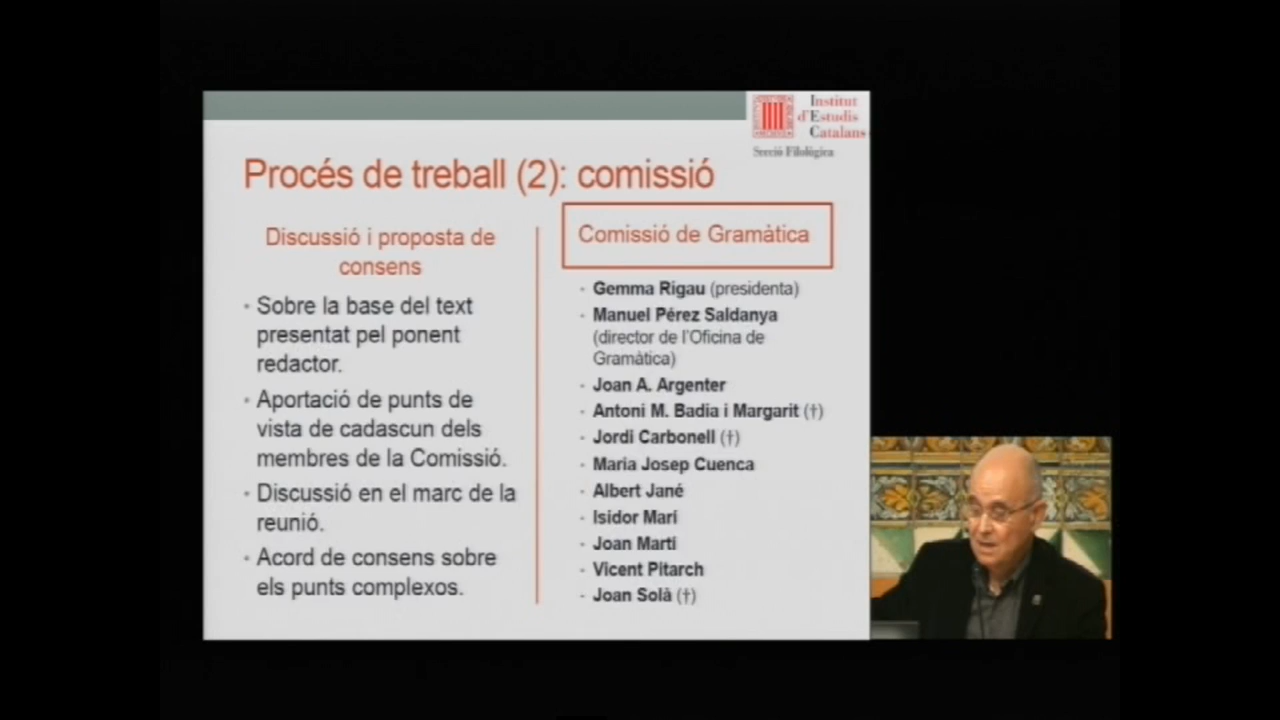 Institut
d'Estudis
Catalans
Secció Filològica
Procés de treball (2): comissió
Discussió i proposta de
consens
· Sobre la base del text
presentat pel ponent
redactor.
· Aportació de punts de
vista de cadascun dels
membres de la Comissió.
· Discussió en el marc de la
reunió.
· Acord de consens sobre
els punts complexos.
Comissió de Gramàtica
· Gemma Rigau (presidenta)
· Manuel Pérez Saldanya
(director de l'Oficina de
Gramàtica)
· Joan A. Argenter
· Antoni M. Badia i Margarit (†)
· Jordi Carbonell (†)
· Maria Josep Cuenca
· Albert Jané
· Isidor Marí
· Joan Martí
· Vicent Pitarch
· Joan Solà (†)